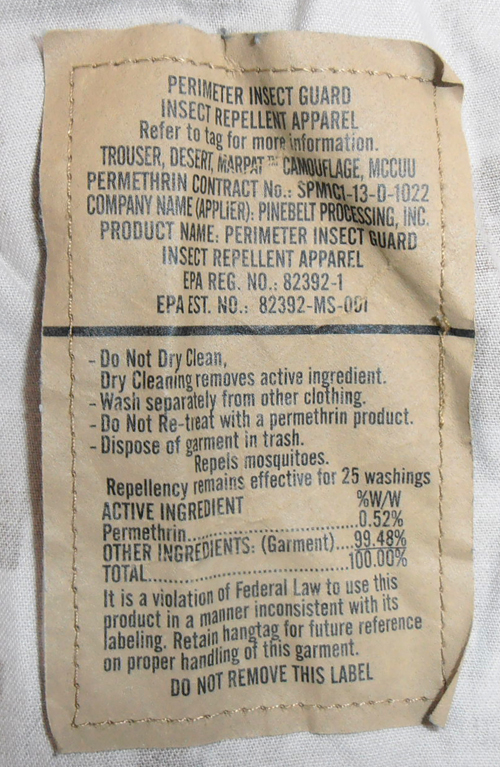 PERIMETER INSECT GUARD
INSECT REPELLENT APPAREL
Refer to tag for more information.
TROUSER, DESERT, MARPAT™ CAMOUFLAGE, MCCUU
PERMETHRIN CONTRACT No.: SPM1C1-13-D-1022
COMPANY NAME (APPLIER): PINEBELT PROCESSING, INC.
PRODUCT NAME: PERIMETER INSECT GUARD
INSECT REPELLENT APPAREL
EPA REG. NO.: 82392-1
EPA EST. NO.: 82392-MS-001
- Do Not Dry Clean,
Dry Cleaning removes active ingredient.
- Wash separately from other clothing.
- Do Not Re-treat with a permethrin product.
- Dispose of garment in trash.
Repels mosquitoes.
Repellency remains effective for 25 washings
ACTIVE INGREDIENT %W/W
Permethrin..............................0.52%
OTHER INGREDIENTS: (Garment)....99.48%
TOTAL....................................100.00%
It is a violation of Federal Law to use this
product in a manner inconsistent with its
labeling. Retain hangtag for future reference
on proper handling of this garment.
DO NOT REMOVE THIS LABEL